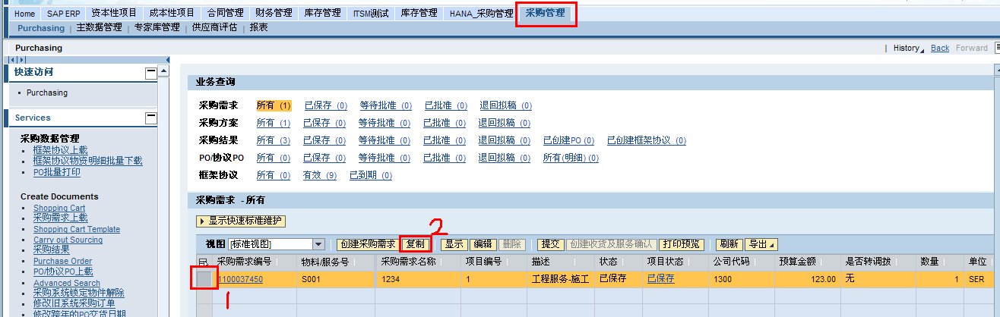 Home SAP ERP 资本性项目 成本性项目 合同管理 财务管理 库存管理 ITSM测试 库存管理 HANA_采购管理 采购管理
Purchasing 主数据管理 专家库管理 供应商评估 报表
Purchasing History Back Forward
快速访问
Purchasing
Services
采购数据管理
框架协议上载
框架协议物资明细批量下载
PO批量打印
Create Documents
Shopping Cart
采购需求上载
Shopping Cart Template
Carry out Sourcing
采购结果
Purchase Order
PO/协议PO上载
Advanced Search
采购系统锁定物件解除
修改旧系统采购订单
修改跨年的PO交货日期
业务查询
采购需求 所有 (1) 已保存 (0) 等待批准 (0) 已批准 (0) 退回拟稿 (0)
采购方案 所有 (1) 已保存 (0) 等待批准 (0) 已批准 (0) 退回拟稿 (0)
采购结果 所有 (3) 已保存 (0) 等待批准 (0) 已批准 (0) 退回拟稿 (0) 已创建PO (0) 已创建框架协议 (0)
PO/协议PO 所有 (0) 已保存 (0) 等待批准 (0) 已批准 (0) 退回拟稿 (0) 所有(明细) (0)
框架协议 所有 (0) 有效 (9) 已到期 (0)
采购需求 - 所有
显示快速标准维护
2
视图 [标准视图] 创建采购需求 复制 显示 编辑 删除 提交 创建收货及服务确认 打印预览 刷新 导出
采购需求编号 物料/服务号 采购需求名称 项目编号 描述 状态 项目状态 公司代码 预算金额 是否转调拨 数量 单位
1100037450 S001 1234 1 工程服务-施工 已保存 已保存 1300 123.00 无 1 SER
1